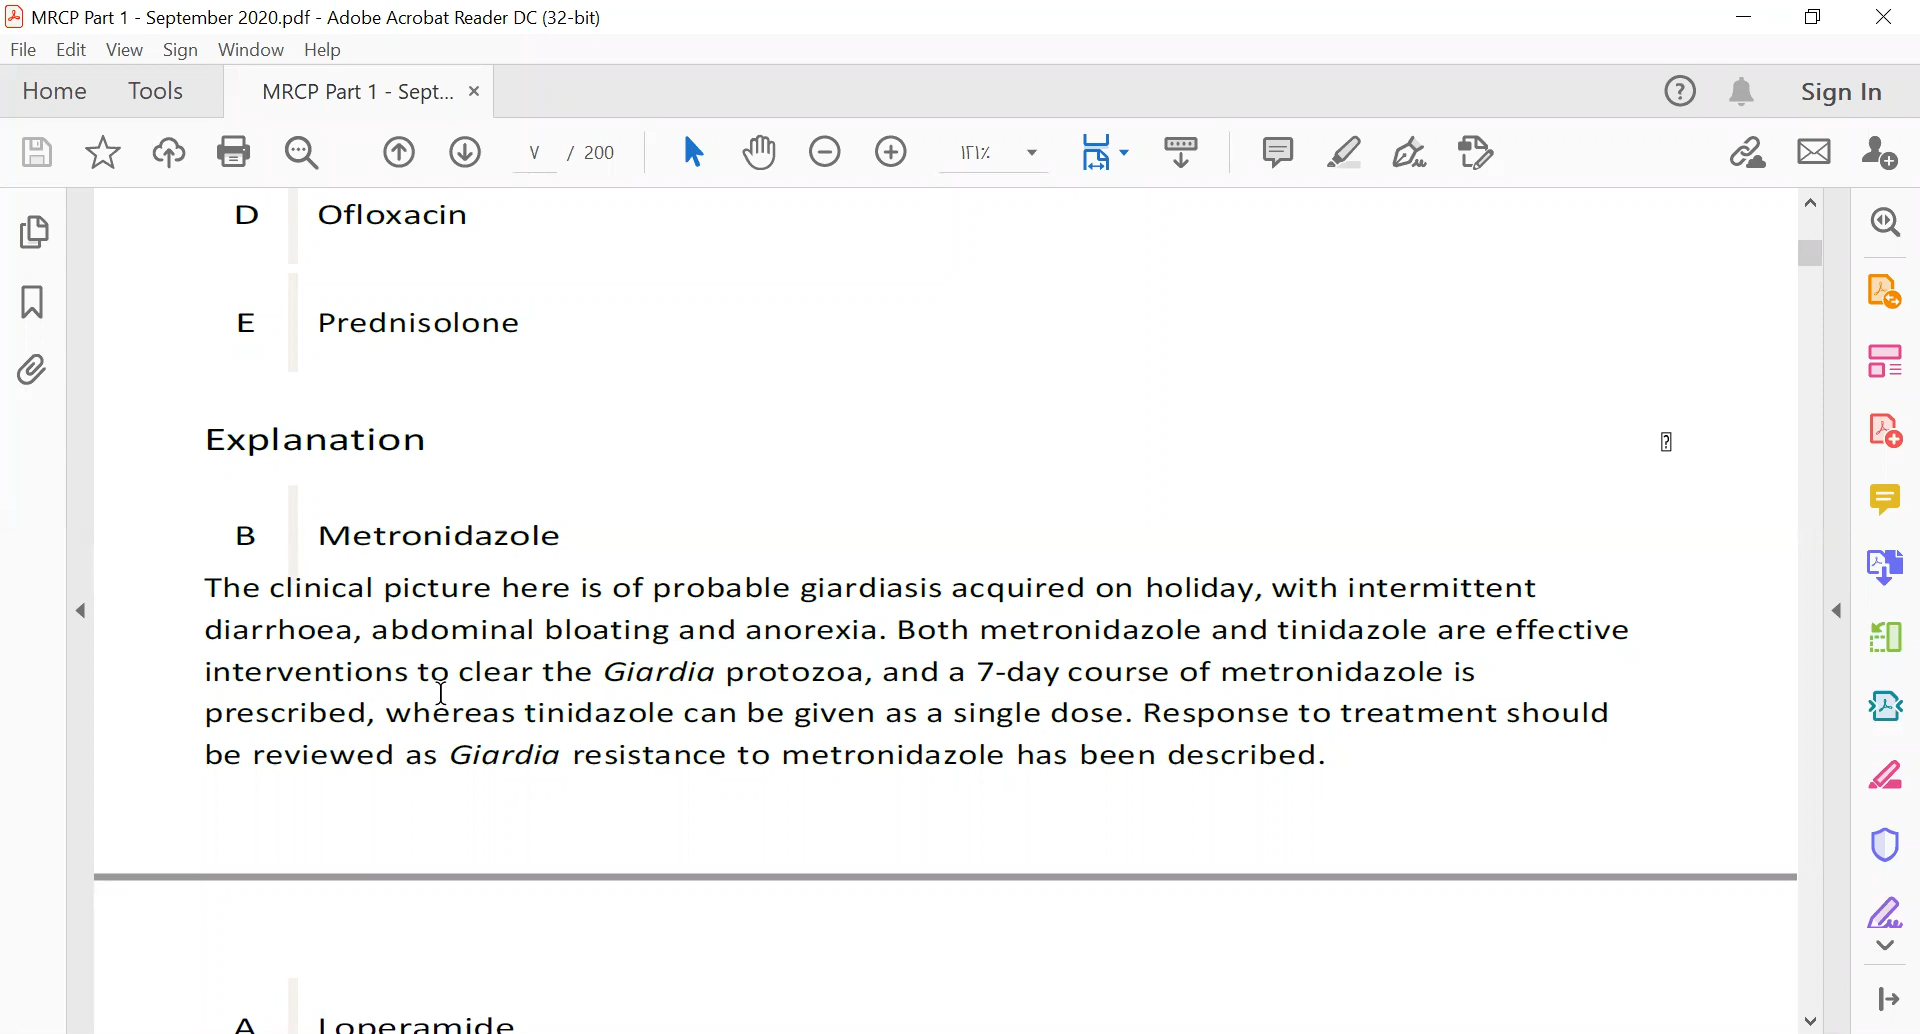 MRCP Part 1 - September 2020.pdf - Adobe Acrobat Reader DC (32-bit)
File Edit View Sign Window Help
Home Tools MRCP Part 1 - Sept... × Sign In
٧ / 200 ١٢١٪
D Ofloxacin
E Prednisolone
Explanation
B Metronidazole
The clinical picture here is of probable giardiasis acquired on holiday, with intermittent
diarrhoea, abdominal bloating and anorexia. Both metronidazole and tinidazole are effective
interventions to clear the Giardia protozoa, and a 7-day course of metronidazole is
prescribed, whereas tinidazole can be given as a single dose. Response to treatment should
be reviewed as Giardia resistance to metronidazole has been described.
A Loperamide